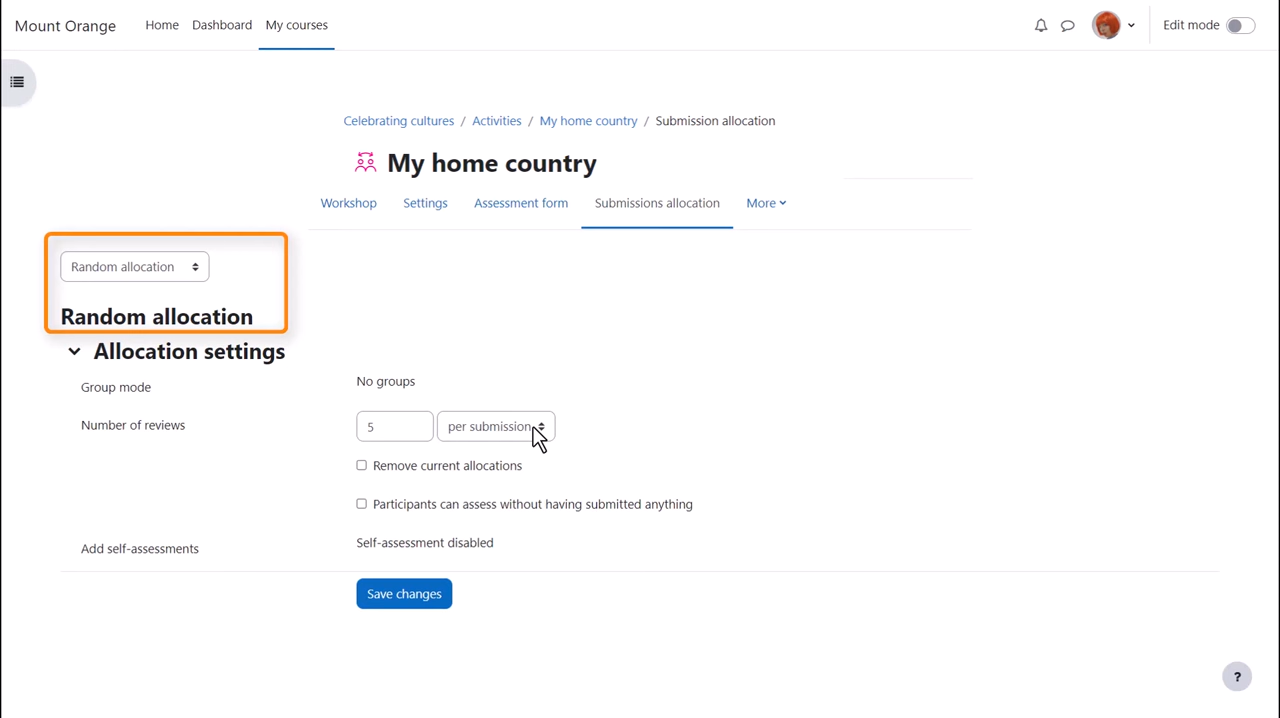 Mount Orange Home Dashboard My courses Edit mode
Celebrating cultures / Activities / My home country / Submission allocation
My home country
Workshop Settings Assessment form Submissions allocation More
Random allocation
Random allocation
Allocation settings
Group mode No groups
Number of reviews 5 per submission
Remove current allocations
Participants can assess without having submitted anything
Add self-assessments Self-assessment disabled
Save changes
?